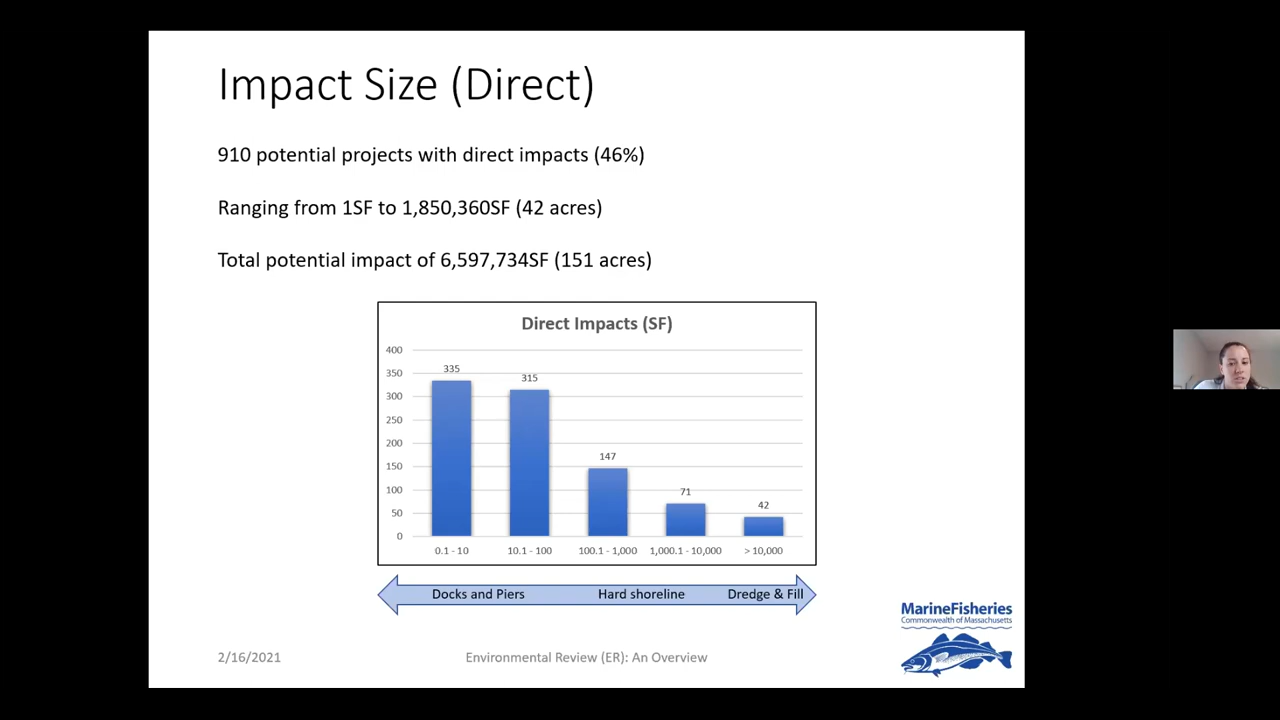 Impact Size (Direct)
910 potential projects with direct impacts (46%)
Ranging from 1SF to 1,850,360SF (42 acres)
Total potential impact of 6,597,734SF (151 acres)
Direct Impacts (SF)
400
350
300
250
200
150
100
50
0
335
315
147
71
42
0.1 - 10
10.1 - 100
100.1 - 1,000
1,000.1 - 10,000
> 10,000
Docks and Piers
Hard shoreline
Dredge & Fill
MarineFisheries
Commonwealth of Massachusetts
2/16/2021
Environmental Review (ER): An Overview